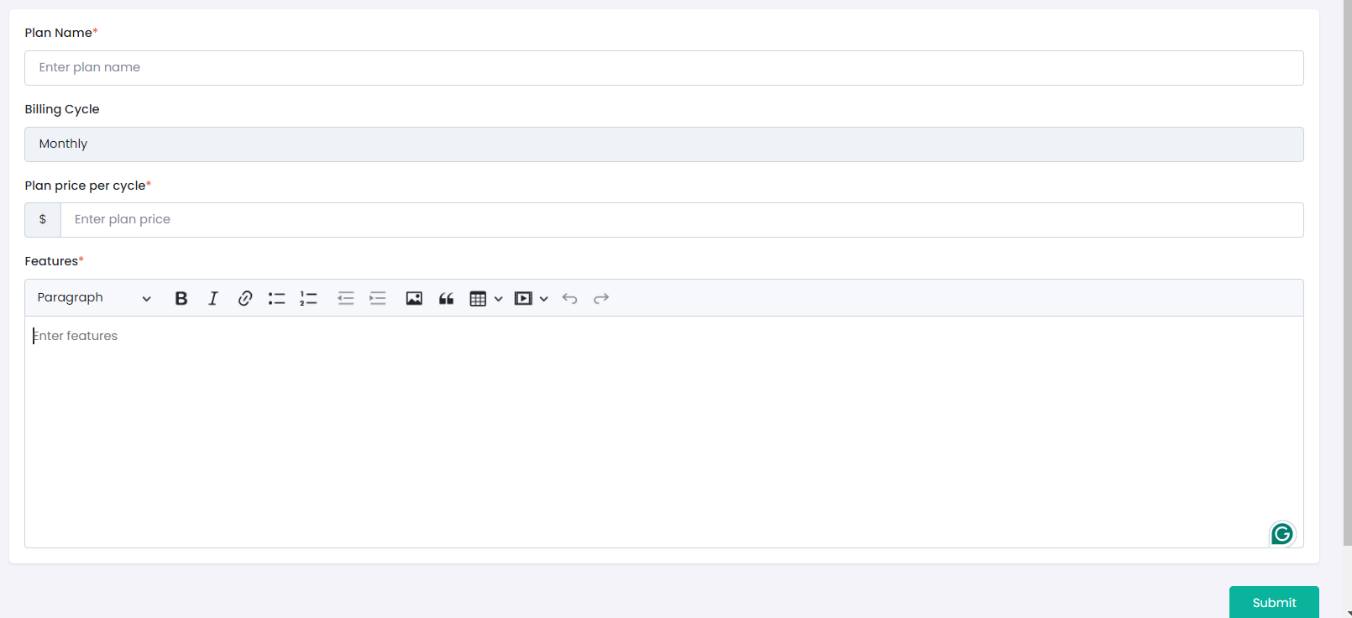 Plan Name*
Enter plan name
Billing Cycle
Monthly
Plan price per cycle*
$ Enter plan price
Features*
Paragraph B I
Enter features
Submit